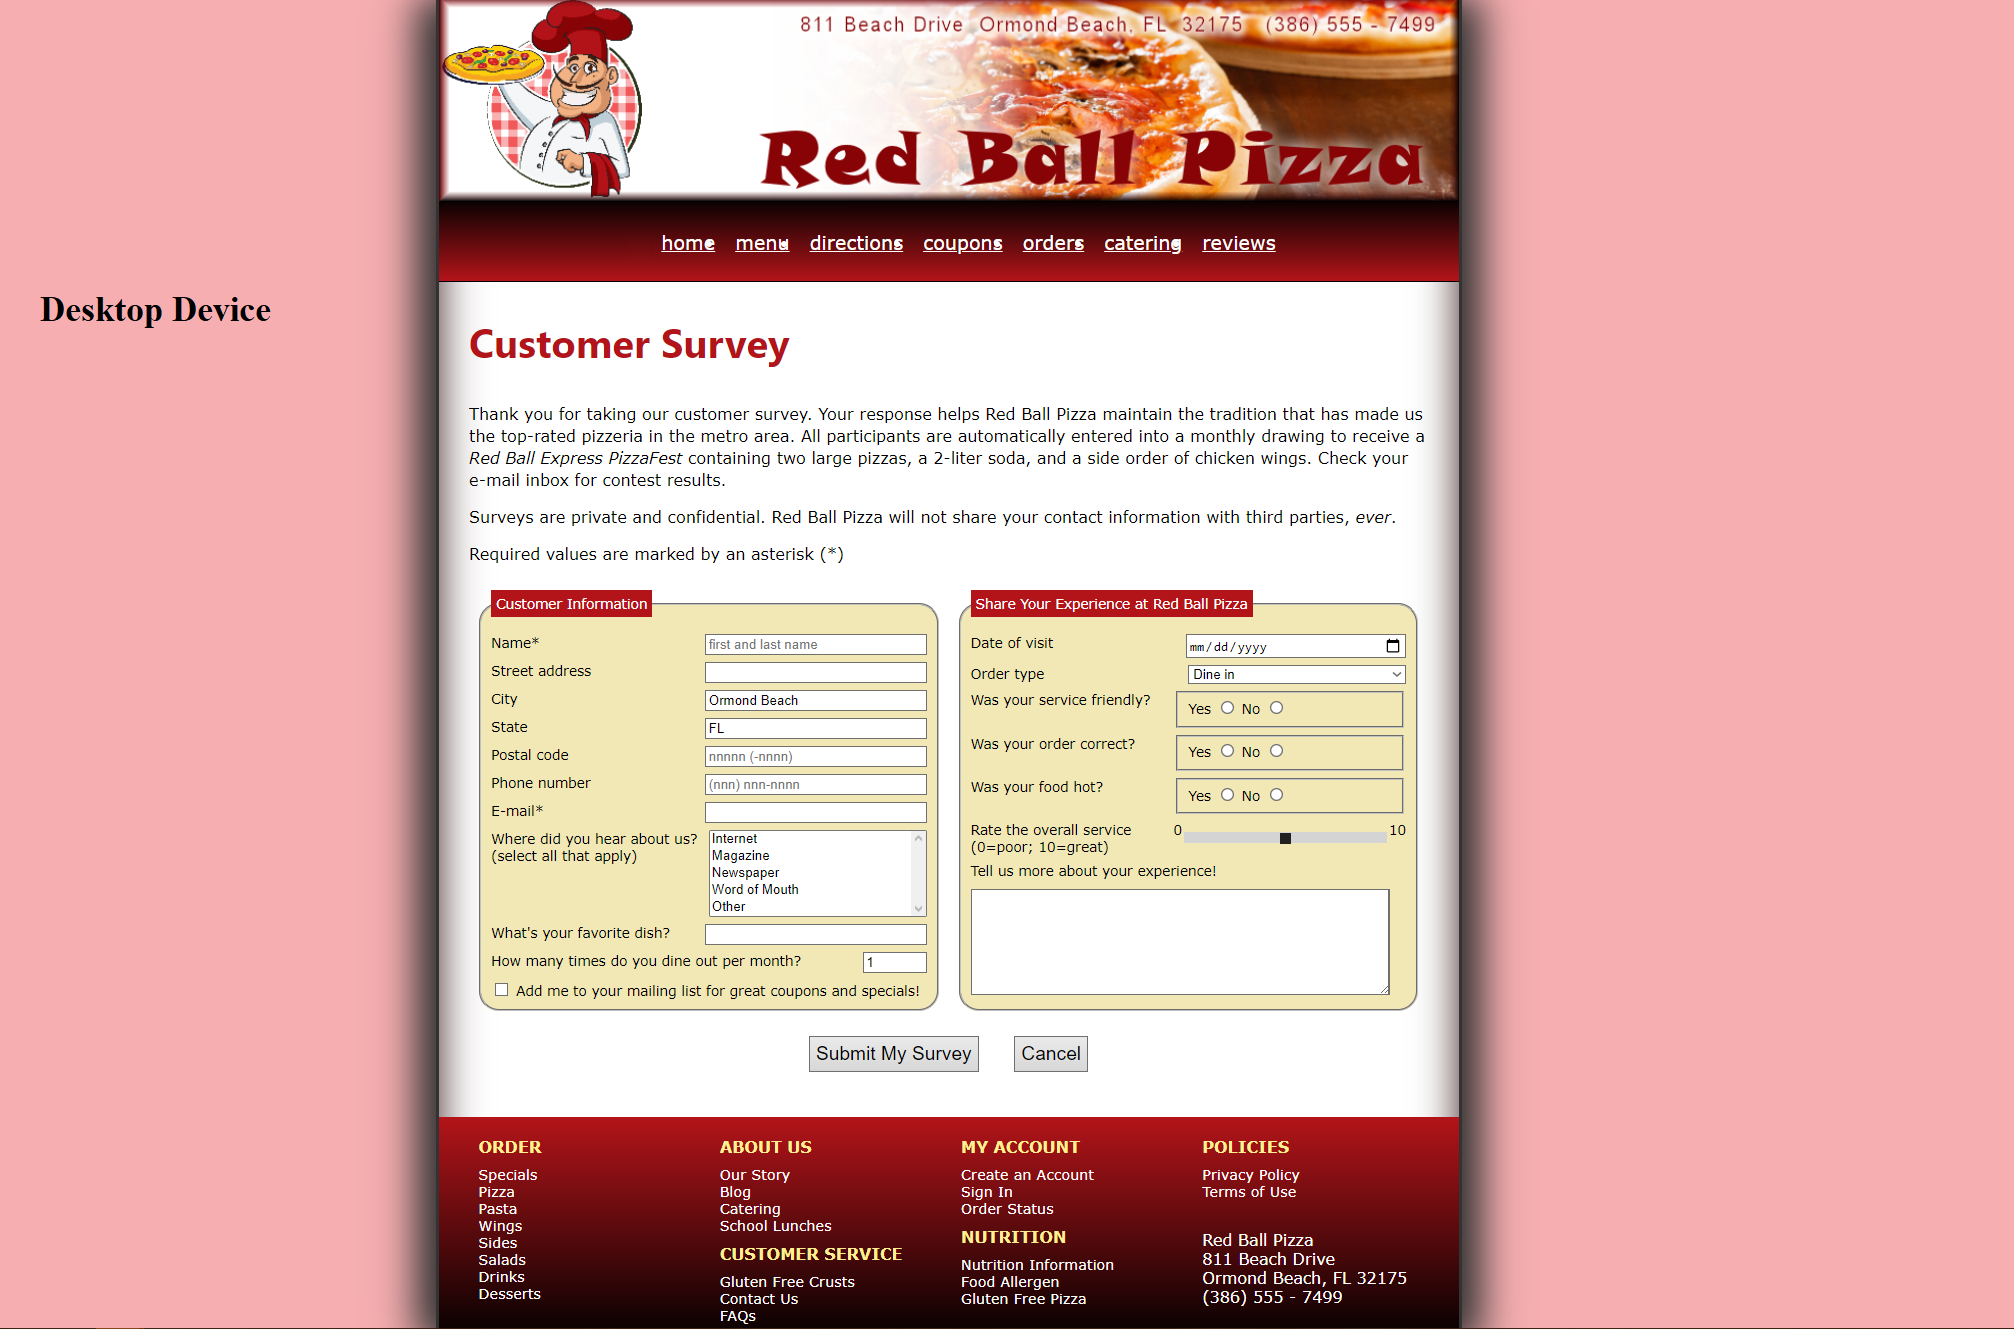 811 Beach Drive Ormond Beach, FL 32175 (386) 555 - 7499
Red Ball Pizza
home menu directions coupons orders catering reviews
Desktop Device
Customer Survey
Thank you for taking our customer survey. Your response helps Red Ball Pizza maintain the tradition that has made us
the top-rated pizzeria in the metro area. All participants are automatically entered into a monthly drawing to receive a
Red Ball Express PizzaFest containing two large pizzas, a 2-liter soda, and a side order of chicken wings. Check your
e-mail inbox for contest results.
Surveys are private and confidential. Red Ball Pizza will not share your contact information with third parties, ever.
Required values are marked by an asterisk (*)
Customer Information
Name* first and last name
Street address
City Ormond Beach
State FL
Postal code nnnnn (-nnnn)
Phone number (nnn) nnn-nnnn
E-mail*
Where did you hear about us?
(select all that apply)
Internet
Magazine
Newspaper
Word of Mouth
Other
What's your favorite dish?
How many times do you dine out per month? 1
Add me to your mailing list for great coupons and specials!
Share Your Experience at Red Ball Pizza
Date of visit mm/dd/yyyy
Order type Dine in
Was your service friendly? Yes No
Was your order correct? Yes No
Was your food hot? Yes No
Rate the overall service 0 10
(0=poor; 10=great)
Tell us more about your experience!
Submit My Survey Cancel
ORDER
Specials
Pizza
Pasta
Wings
Sides
Salads
Drinks
Desserts
ABOUT US
Our Story
Blog
Catering
School Lunches
CUSTOMER SERVICE
Gluten Free Crusts
Contact Us
FAQs
MY ACCOUNT
Create an Account
Sign In
Order Status
NUTRITION
Nutrition Information
Food Allergen
Gluten Free Pizza
POLICIES
Privacy Policy
Terms of Use
Red Ball Pizza
811 Beach Drive
Ormond Beach, FL 32175
(386) 555 - 7499